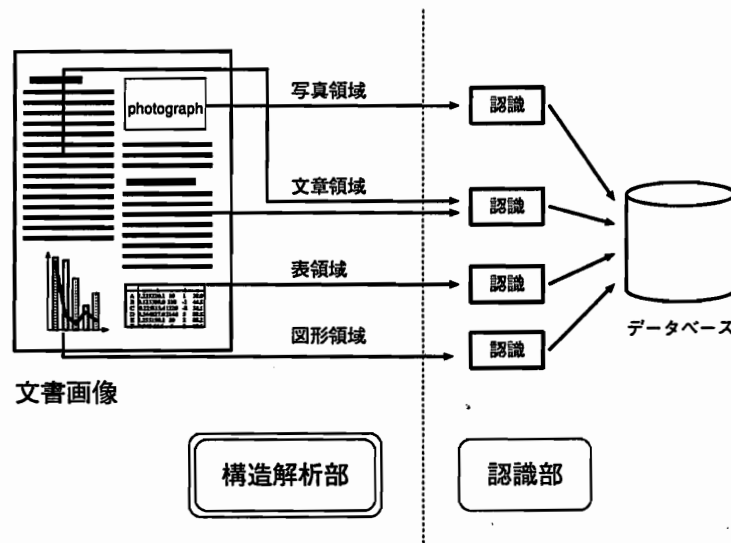 写真領域
認識
photograph
文章領域
認識
表領域
認識
データベース
図形領域
認識
文書画像
構造解析部
認識部